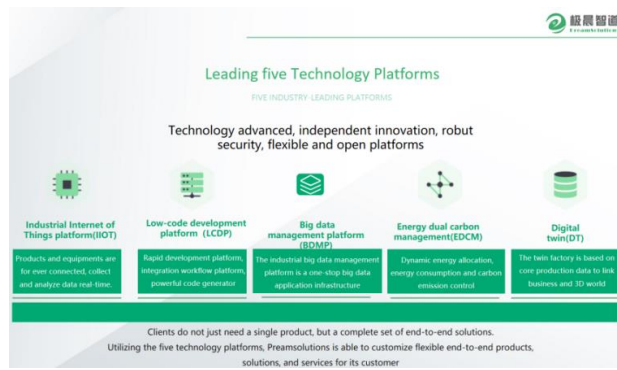 极晨智道
Preamsolution
Leading five Technology Platforms
FIVE INDUSTRY LEADING PLATFORMS
Technology advanced, independent innovation, robut
security, flexible and open platforms
Industrial Internet of
Things platform(IIOT)
Products and equipments are
for ever connected, collect
and analyze data real-time.
Low-code development
platform (LCDP)
Rapid development platform,
integration workflow platform,
powerful code generator
Big data
management platform
(BDMP)
The industrial big data management
platform is a one-stop big data
application infrastructure
Energy dual carbon
management(EDCM)
Dynamic energy allocation,
energy consumption and carbon
emission control
Digital
twin(DT)
The twin factory is based on
core production data to link
business and 3D world
Clients do not just need a single product, but a complete set of end-to-end solutions.
Utilizing the five technology platforms, Preamsolutions is able to customize flexible end-to-end products,
solutions, and services for its customer